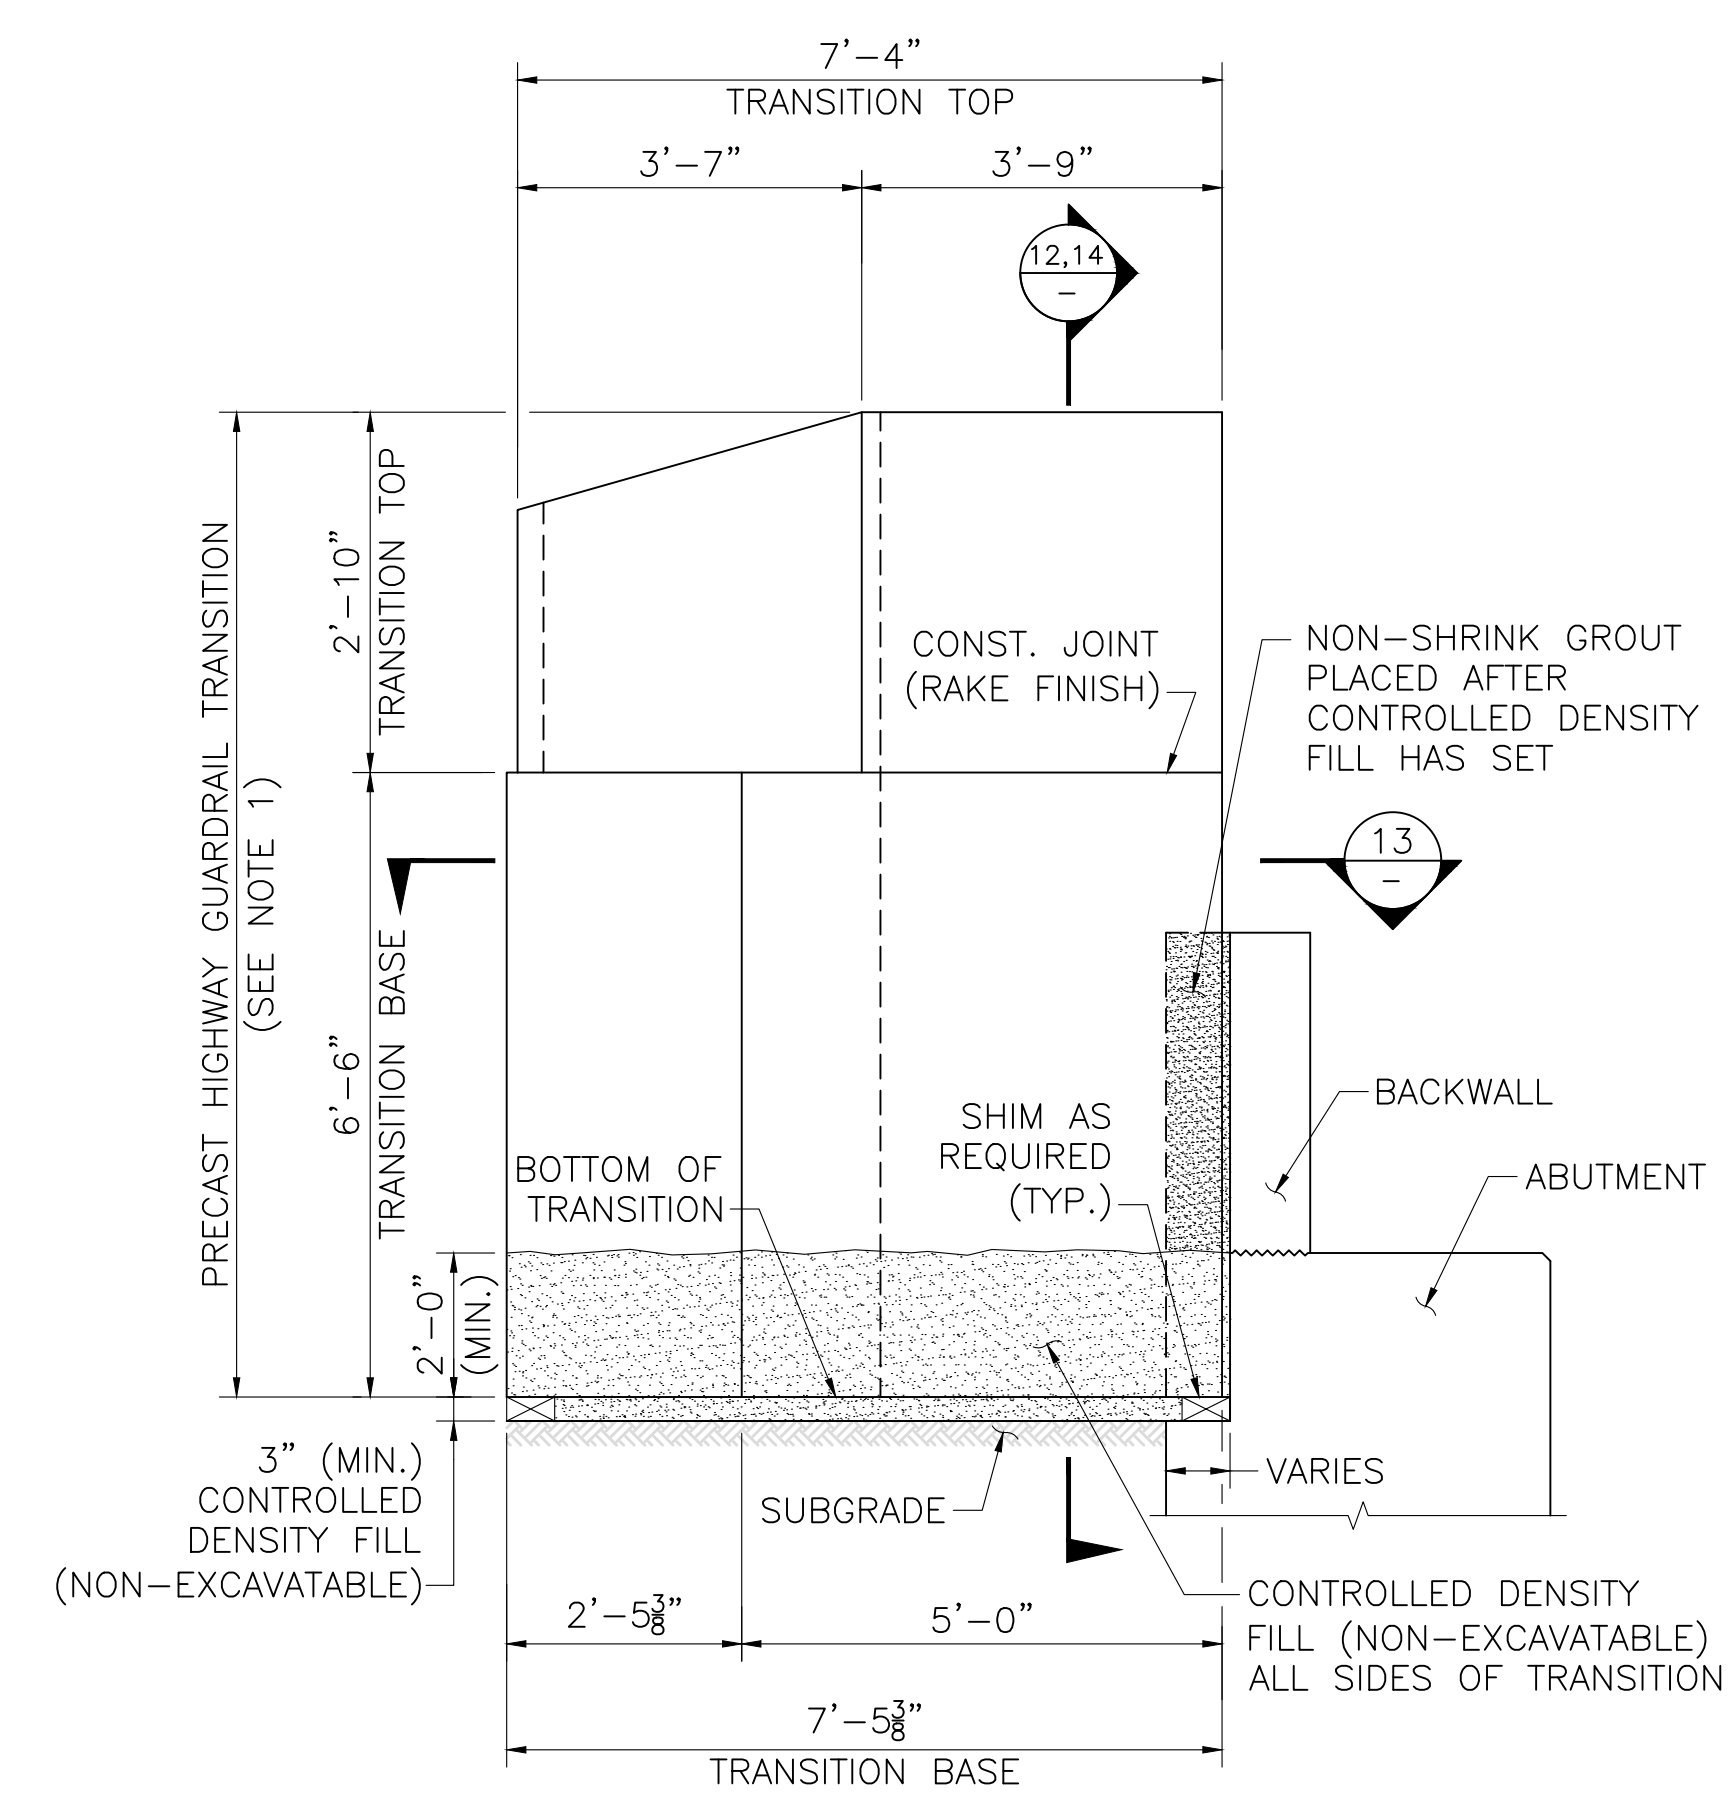 7'-4"
TRANSITION TOP
3'-7"
3'-9"
12,14
-
PRECAST HIGHWAY GUARDRAIL TRANSITION
(SEE NOTE 1)
2'-10"
TRANSITION TOP
CONST. JOINT
(RAKE FINISH)
NON-SHRINK GROUT
PLACED AFTER
CONTROLLED DENSITY
FILL HAS SET
13
-
6'-6"
TRANSITION BASE
BACKWALL
SHIM AS
REQUIRED
(TYP.)
ABUTMENT
BOTTOM OF
TRANSITION
2'-0"
(MIN.)
3" (MIN.)
CONTROLLED
DENSITY FILL
(NON-EXCAVATABLE)
VARIES
SUBGRADE
CONTROLLED DENSITY
FILL (NON-EXCAVATABLE)
ALL SIDES OF TRANSITION
2'-5⅜"
5'-0"
7'-5⅜"
TRANSITION BASE